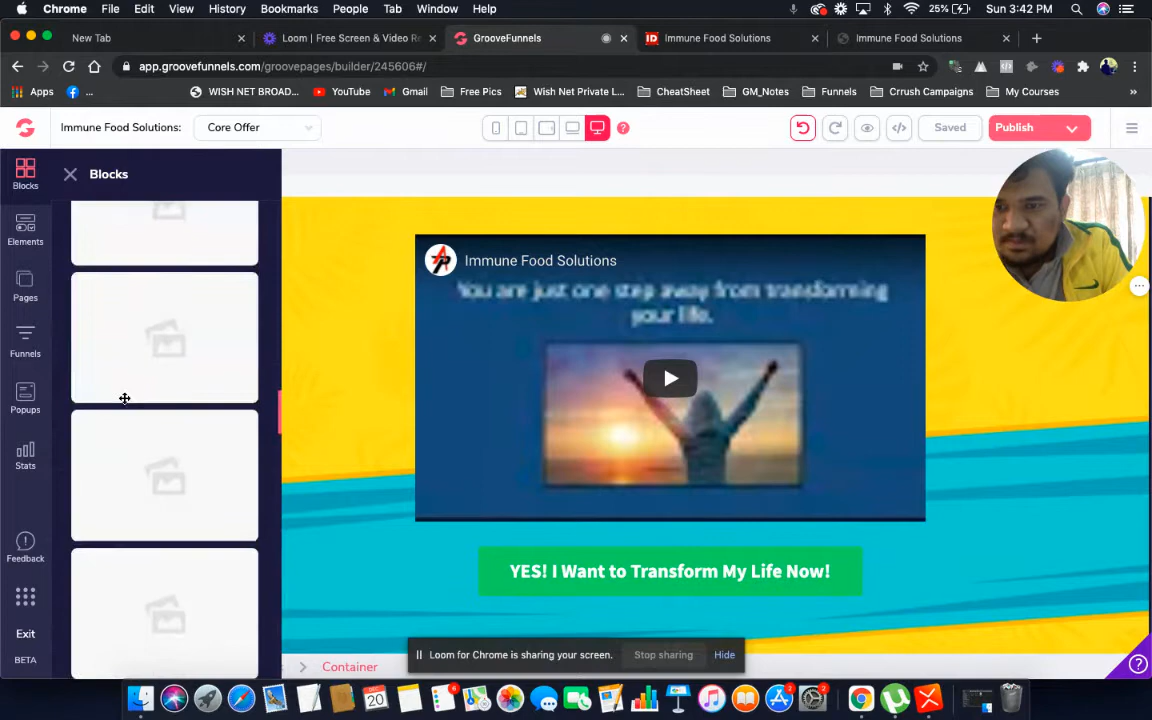 Chrome File Edit View History Bookmarks People Tab Window Help 25% Sun 3:42 PM
New Tab Loom | Free Screen & Video Re GrooveFunnels Immune Food Solutions Immune Food Solutions
app.groovefunnels.com/groovepages/builder/245606#/
Apps ... WISH NET BROAD... YouTube Gmail Free Pics Wish Net Private L... CheatSheet GM_Notes Funnels Crrush Campaigns My Courses
Immune Food Solutions: Core Offer Saved Publish
Blocks
Blocks
Elements
Pages
Funnels
Popups
Stats
Feedback
Exit
BETA
Immune Food Solutions
You are just one step away from transforming
your life.
YES! I Want to Transform My Life Now!
Loom for Chrome is sharing your screen. Stop sharing Hide
Container
DEC
20
6
2
2